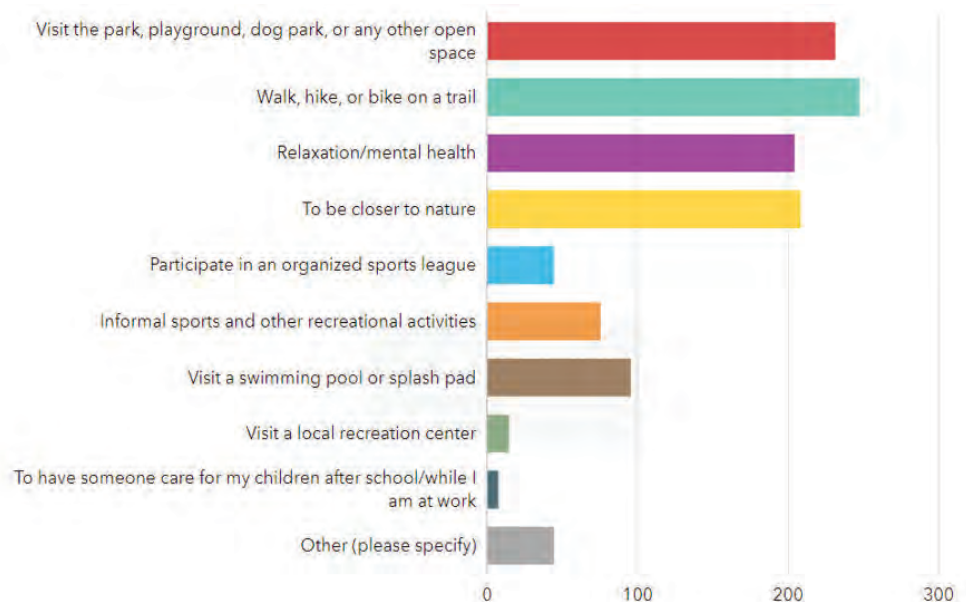 Visit the park, playground, dog park, or any other open
space
Walk, hike, or bike on a trail
Relaxation/mental health
To be closer to nature
Participate in an organized sports league
Informal sports and other recreational activities
Visit a swimming pool or splash pad
Visit a local recreation center
To have someone care for my children after school/while I
am at work
Other (please specify)
0 100 200 300